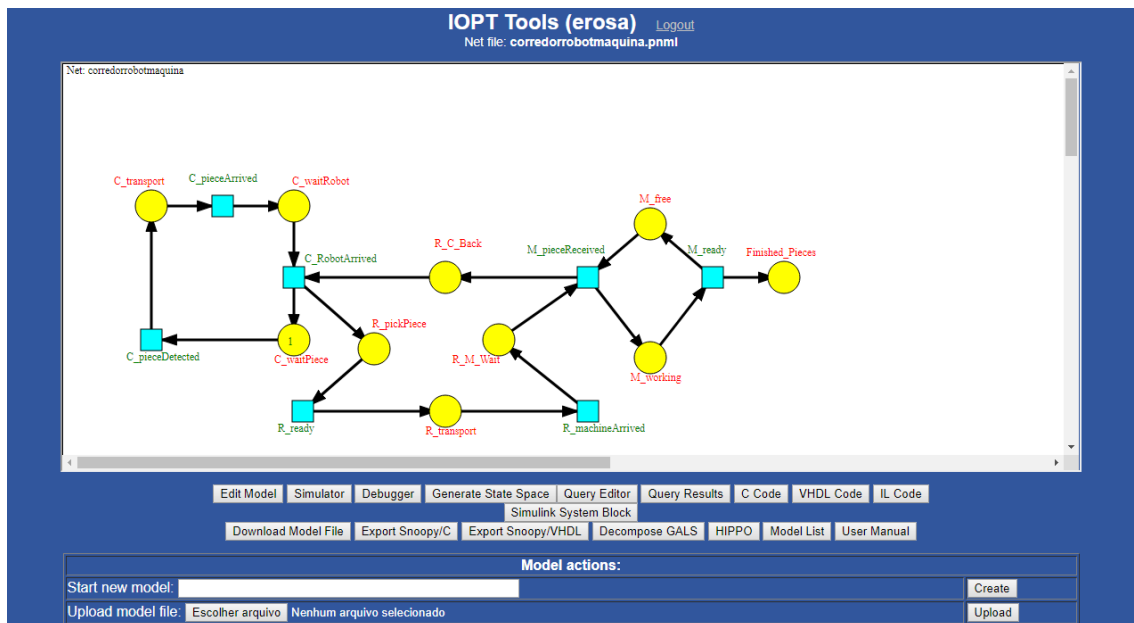 IOPT Tools (erosa) Logout
Net file: corredorrobotmaquina.pnml
Net: corredorrobotmaquina
C_transport
C_pieceArrived
C_waitRobot
M_free
C_RobotArrived
R_C_Back
M_pieceReceived
M_ready
Finished_Pieces
1
R_pickPiece
C_pieceDetected
C_waitPiece
R_M_Wait
M_working
R_ready
R_transport
R_machineArrived
Edit Model Simulator Debugger Generate State Space Query Editor Query Results C Code VHDL Code IL Code
Simulink System Block
Download Model File Export Snoopy/C Export Snoopy/VHDL Decompose GALS HIPPO Model List User Manual
Model actions:
Start new model: Create
Upload model file: Escolher arquivo Nenhum arquivo selecionado Upload